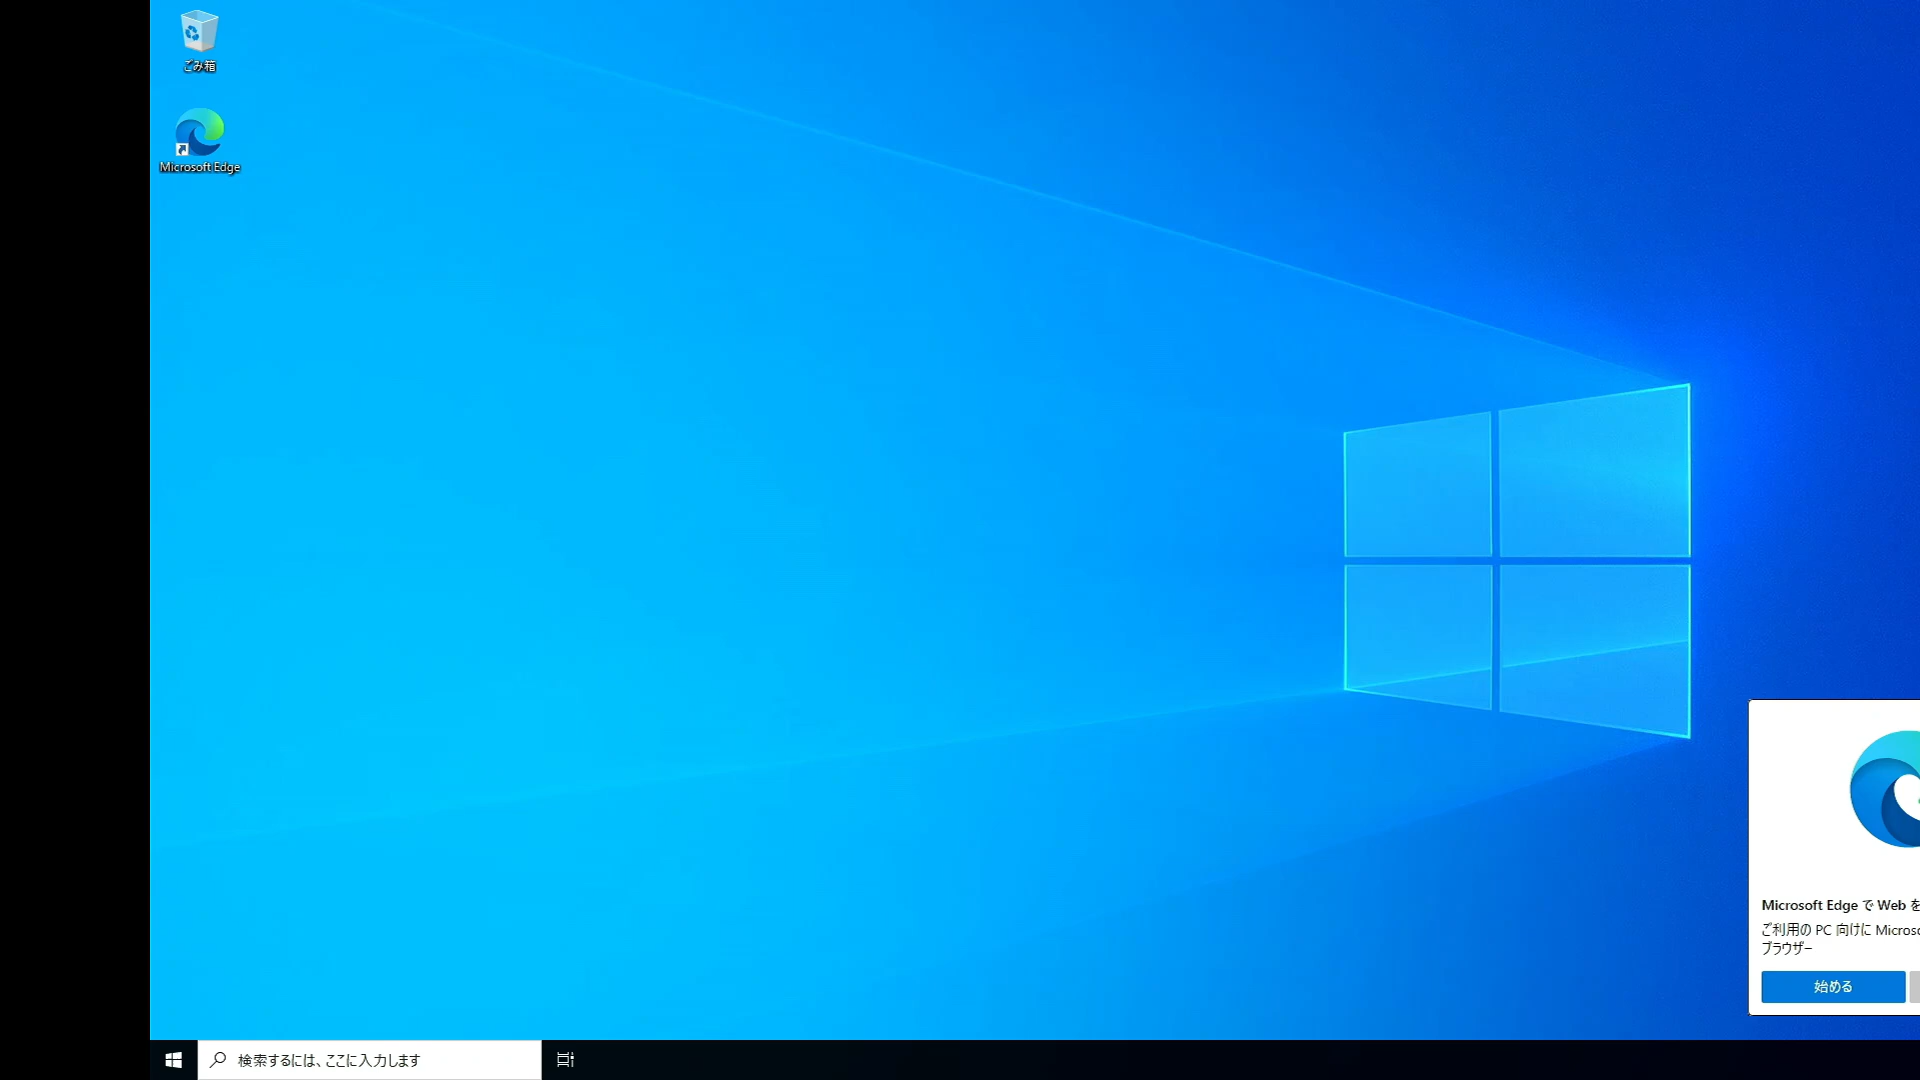 ごみ箱
Microsoft Edge
Microsoft Edge で Web を
ご利用の PC 向けに Microso
ブラウザー
始める
検索するには、ここに入力します